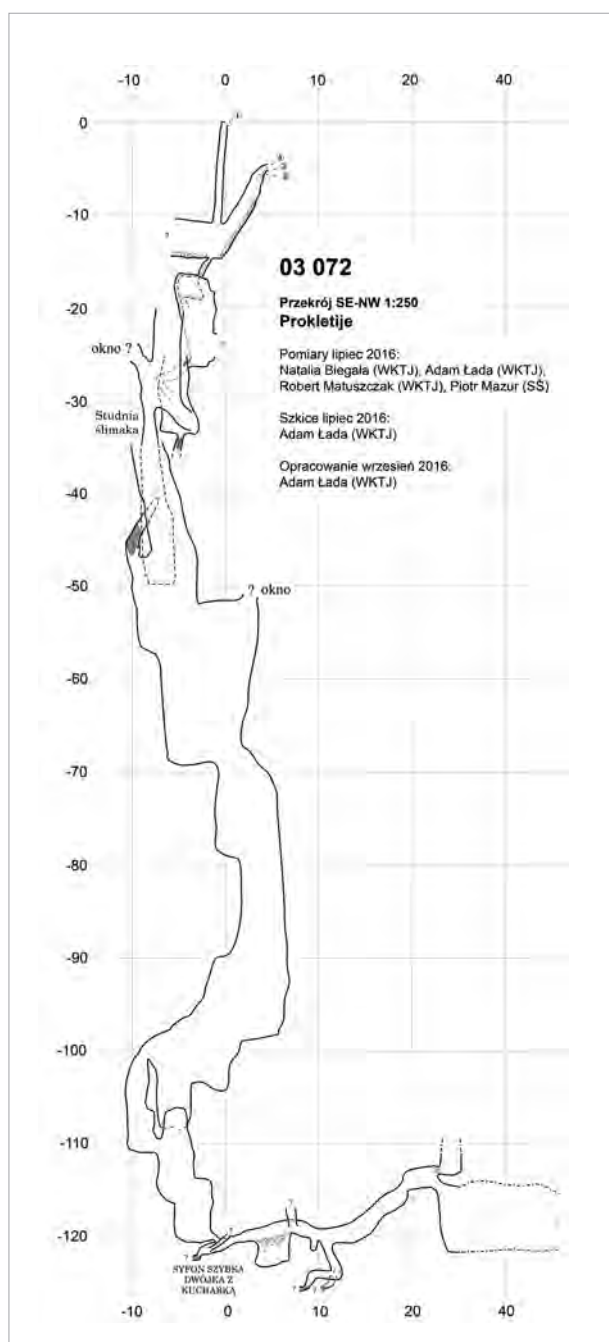 -10 0 10 20 40
0
-10
-20
-30
-40
-50
-60
-70
-80
-90
-100
-110
-120
03 072
Przekrój SE-NW 1:250
Prokletije
Pomiary lipiec 2016:
Natalia Biegała (WKTJ), Adam Łada (WKTJ),
Robert Matuszczak (WKTJ), Piotr Mazur (SŚ)
Szkice lipiec 2016:
Adam Łada (WKTJ)
Opracowanie wrzesień 2016:
Adam Łada (WKTJ)
okno ?
Studnia
ślimaka
? okno
SYFON SZYBKA
DWÓJKA Z
KUCHARKĄ
-10 0 10 20 40